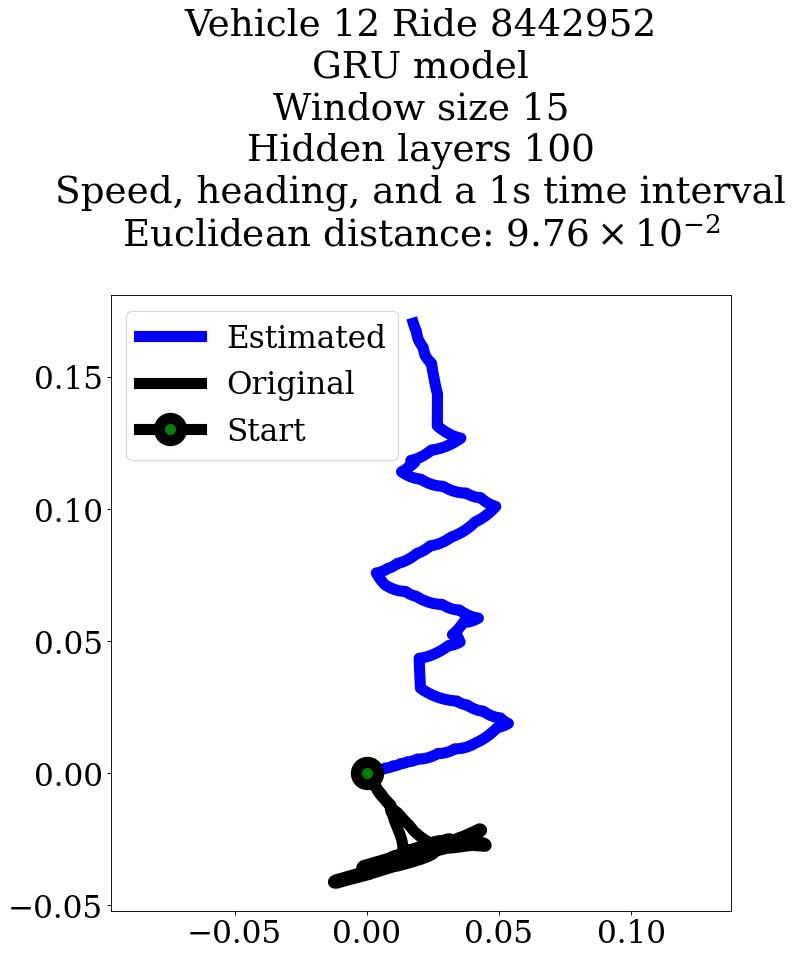 Vehicle 12 Ride 8442952
GRU model
Window size 15
Hidden layers 100
Speed, heading, and a 1s time interval
Euclidean distance: 9.76 × 10⁻²
Estimated
Original
Start
0.15
0.10
0.05
0.00
−0.05
−0.05 0.00 0.05 0.10